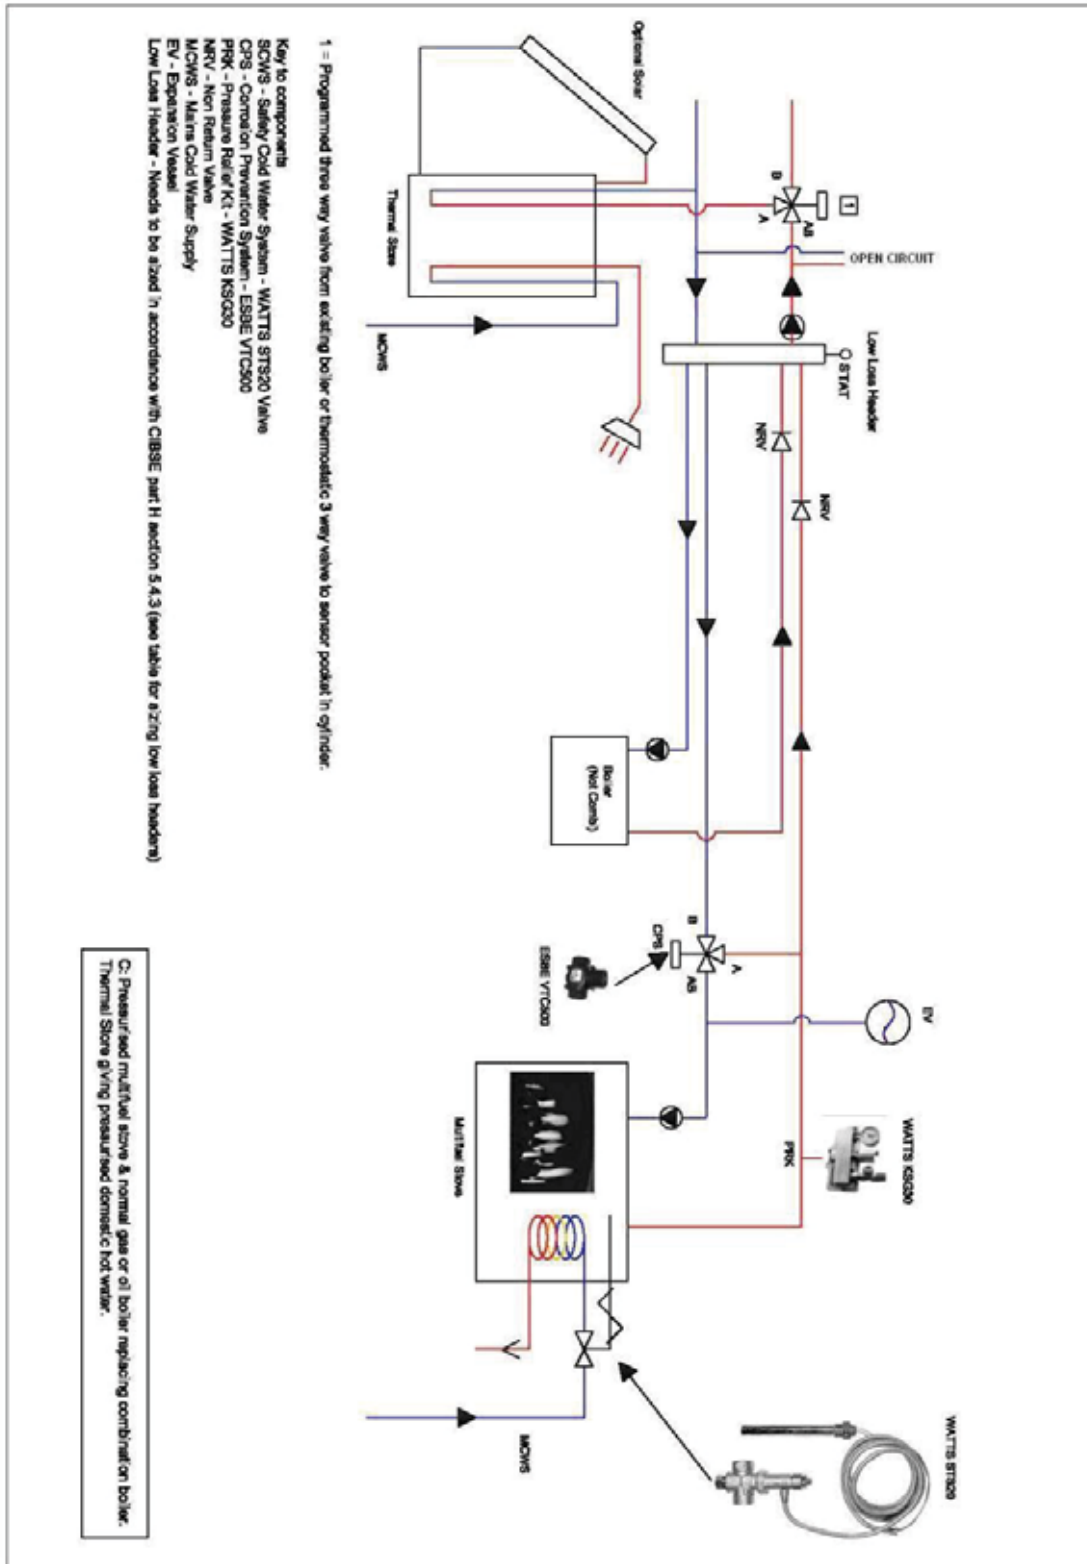 WATTS STS20
EV
WATTS KSG30
OPEN CIRCUIT
Low Loss Header
1
STAT
NRV
AB
PRK
B
A
NRV
A
B
AB
CPS
Optional Solar
Boiler
(Not Combi)
ESBE VTC500
MCWS
Multifuel Stove
Thermal Store
MCWS
1 = Programmed three way valve from existing boiler or thermostatic 3 way valve to sensor pocket in cylinder.
Key to components
SCWS - Safety Cold Water System - WATTS STS20 Valve
CPS - Corrosion Prevention System - ESBE VTC500
PRK - Pressure Relief Kit - WATTS KSG30
NRV - Non Return Valve
MCWS - Mains Cold Water Supply
EV - Expansion Vessel
Low Loss Header - Needs to be sized in accordance with CIBSE part H section 5.4.3 (see table for sizing low loss headers)
C: Pressurised multifuel stove & normal gas or oil boiler replacing combination boiler.
Thermal Store giving pressurised domestic hot water.